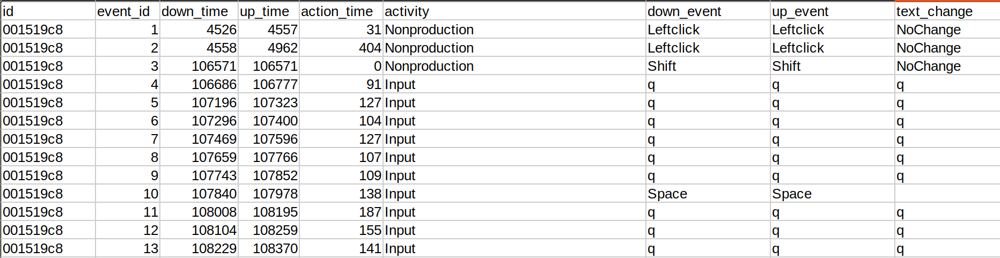 id event_id down_time up_time action_time activity down_event up_event text_change
001519c8 1 4526 4557 31 Nonproduction Leftclick Leftclick NoChange
001519c8 2 4558 4962 404 Nonproduction Leftclick Leftclick NoChange
001519c8 3 106571 106571 0 Nonproduction Shift Shift NoChange
001519c8 4 106686 106777 91 Input q q q
001519c8 5 107196 107323 127 Input q q q
001519c8 6 107296 107400 104 Input q q q
001519c8 7 107469 107596 127 Input q q q
001519c8 8 107659 107766 107 Input q q q
001519c8 9 107743 107852 109 Input q q q
001519c8 10 107840 107978 138 Input Space Space
001519c8 11 108008 108195 187 Input q q q
001519c8 12 108104 108259 155 Input q q q
001519c8 13 108229 108370 141 Input q q q